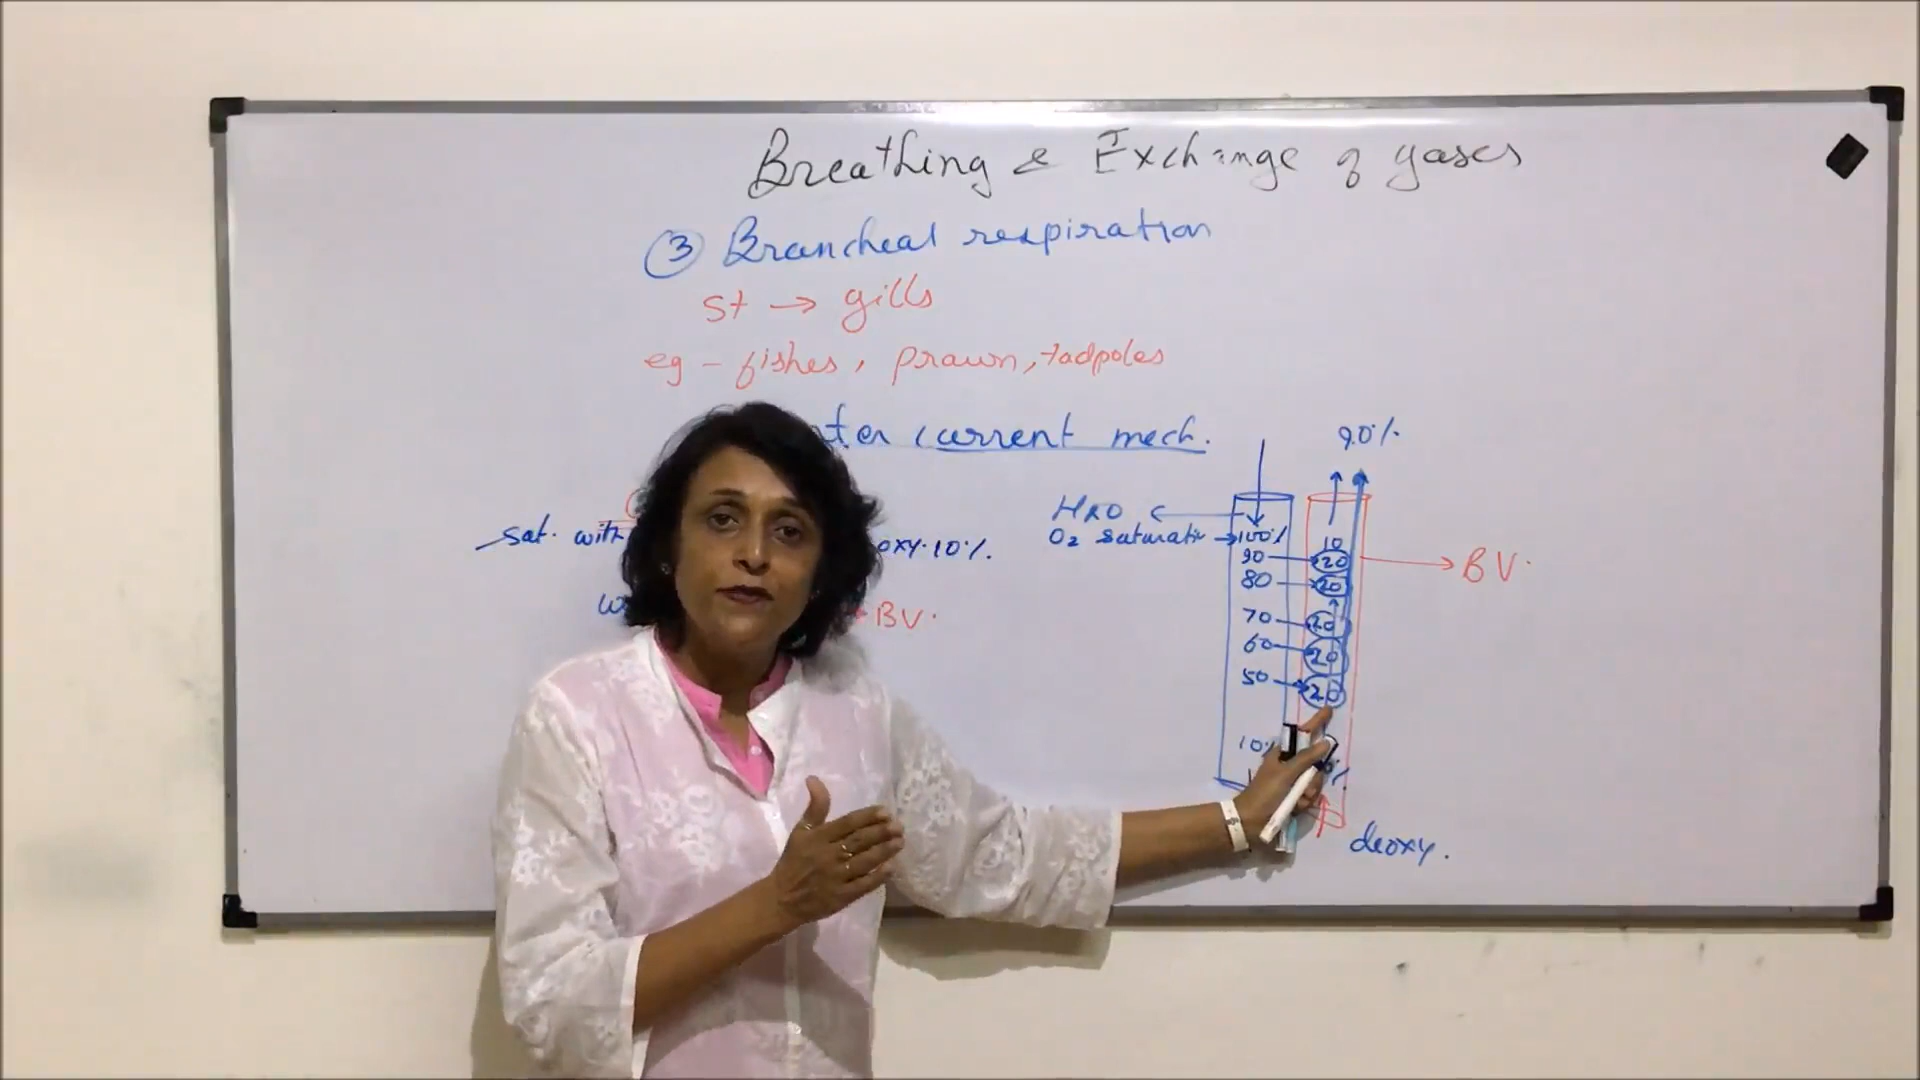 Breathing & Exchange of gases
③ Brancheal respiration
st → gills
eg – fishes, prawn, tadpoles
current mech.
90%
H2O
O2 saturatio → 100%
10
90 20
80 20
70 20
60 20
50 20
10%
BV.
sat. with
oxy. 10%.
BV.
deoxy.